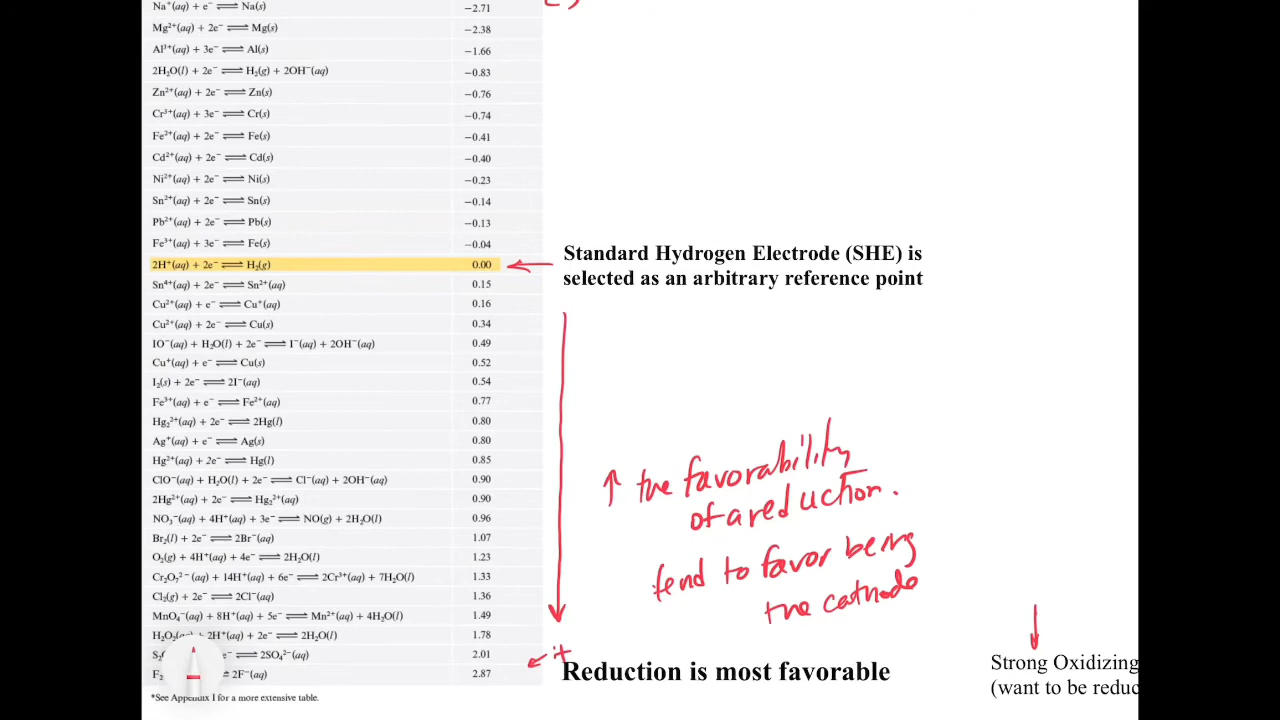 Na⁺(aq) + e⁻ ⇌ Na(s) −2.71
Mg²⁺(aq) + 2e⁻ ⇌ Mg(s) −2.38
Al³⁺(aq) + 3e⁻ ⇌ Al(s) −1.66
2H₂O(l) + 2e⁻ ⇌ H₂(g) + 2OH⁻(aq) −0.83
Zn²⁺(aq) + 2e⁻ ⇌ Zn(s) −0.76
Cr³⁺(aq) + 3e⁻ ⇌ Cr(s) −0.74
Fe²⁺(aq) + 2e⁻ ⇌ Fe(s) −0.41
Cd²⁺(aq) + 2e⁻ ⇌ Cd(s) −0.40
Ni²⁺(aq) + 2e⁻ ⇌ Ni(s) −0.23
Sn²⁺(aq) + 2e⁻ ⇌ Sn(s) −0.14
Pb²⁺(aq) + 2e⁻ ⇌ Pb(s) −0.13
Fe³⁺(aq) + 3e⁻ ⇌ Fe(s) −0.04
2H⁺(aq) + 2e⁻ ⇌ H₂(g) 0.00
Sn⁴⁺(aq) + 2e⁻ ⇌ Sn²⁺(aq) 0.15
Cu²⁺(aq) + e⁻ ⇌ Cu⁺(aq) 0.16
Cu²⁺(aq) + 2e⁻ ⇌ Cu(s) 0.34
IO⁻(aq) + H₂O(l) + 2e⁻ ⇌ I⁻(aq) + 2OH⁻(aq) 0.49
Cu⁺(aq) + e⁻ ⇌ Cu(s) 0.52
I₂(s) + 2e⁻ ⇌ 2I⁻(aq) 0.54
Fe³⁺(aq) + e⁻ ⇌ Fe²⁺(aq) 0.77
Hg₂²⁺(aq) + 2e⁻ ⇌ 2Hg(l) 0.80
Ag⁺(aq) + e⁻ ⇌ Ag(s) 0.80
Hg²⁺(aq) + 2e⁻ ⇌ Hg(l) 0.85
ClO⁻(aq) + H₂O(l) + 2e⁻ ⇌ Cl⁻(aq) + 2OH⁻(aq) 0.90
2Hg²⁺(aq) + 2e⁻ ⇌ Hg₂²⁺(aq) 0.90
NO₃⁻(aq) + 4H⁺(aq) + 3e⁻ ⇌ NO(g) + 2H₂O(l) 0.96
Br₂(l) + 2e⁻ ⇌ 2Br⁻(aq) 1.07
O₂(g) + 4H⁺(aq) + 4e⁻ ⇌ 2H₂O(l) 1.23
Cr₂O₇²⁻(aq) + 14H⁺(aq) + 6e⁻ ⇌ 2Cr³⁺(aq) + 7H₂O(l) 1.33
Cl₂(g) + 2e⁻ ⇌ 2Cl⁻(aq) 1.36
MnO₄⁻(aq) + 8H⁺(aq) + 5e⁻ ⇌ Mn²⁺(aq) + 4H₂O(l) 1.49
H₂O₂(aq) + 2H⁺(aq) + 2e⁻ ⇌ 2H₂O(l) 1.78
e⁻ ⇌ 2SO₄²⁻(aq) 2.01
F₂ ⇌ 2F⁻(aq) 2.87
*See Appendix I for a more extensive table.
Standard Hydrogen Electrode (SHE) is
selected as an arbitrary reference point
↑ the favorability
of a reduction.
tend to favor being
the cathode
Reduction is most favorable
Strong Oxidizing
(want to be reduc